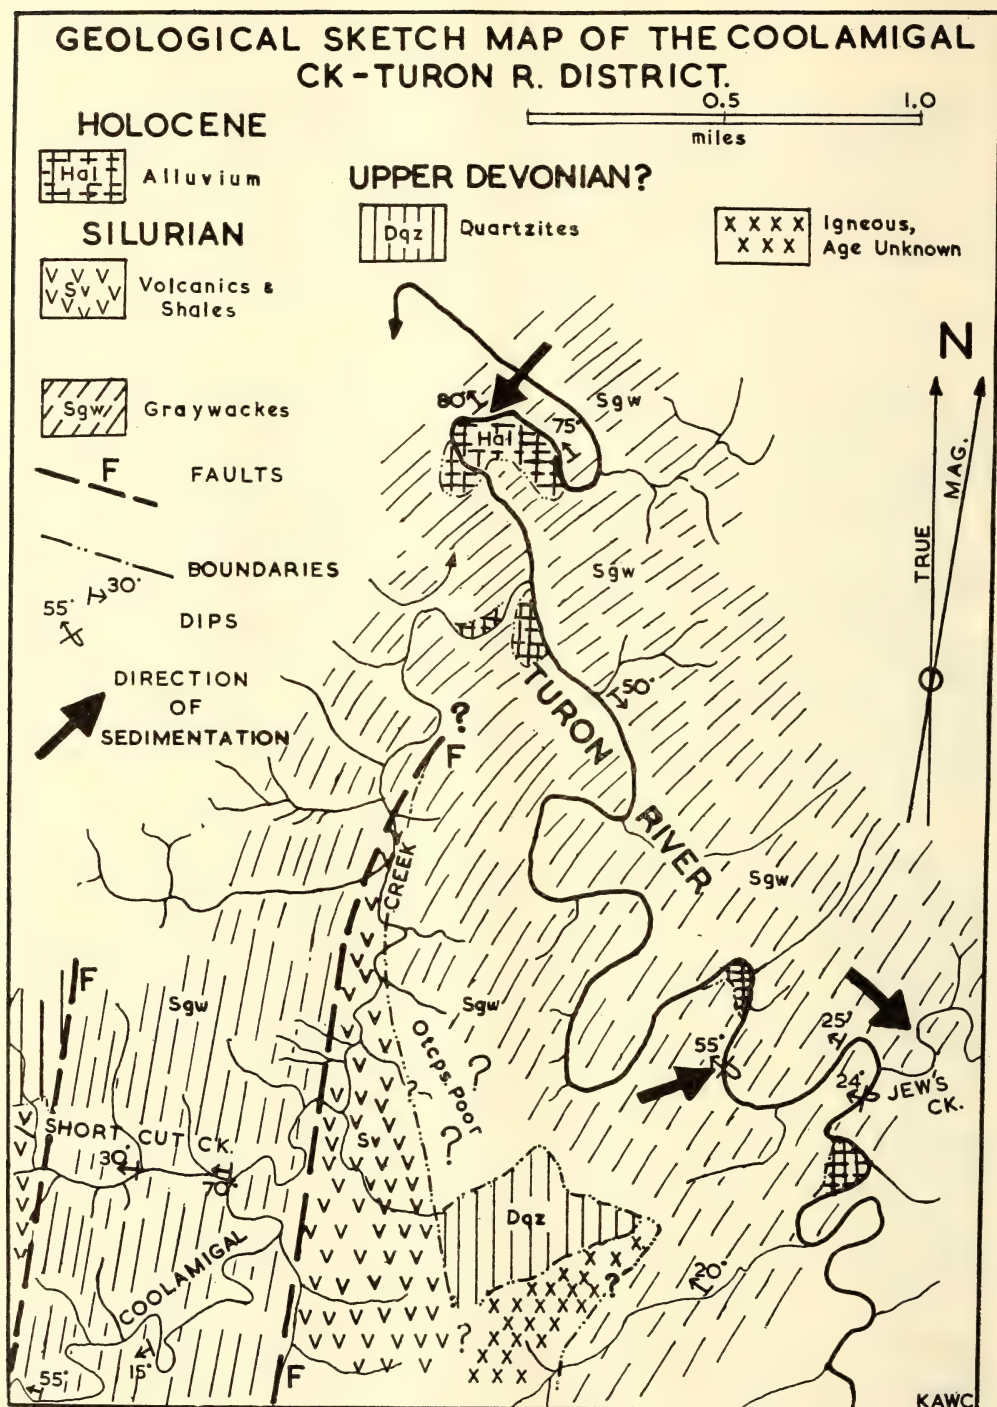 GEOLOGICAL SKETCH MAP OF THE COOLAMIGAL
CK-TURON R. DISTRICT.
0.5 1.0
miles
HOLOCENE
Hal Alluvium
UPPER DEVONIAN?
Dqz Quartzites
Igneous,
Age Unknown
SILURIAN
Sv Volcanics &
Shales
Sgw Graywackes
F FAULTS
BOUNDARIES
30°
55°
DIPS
DIRECTION
OF
SEDIMENTATION
N
TRUE
MAG.
80°
Hal
75°
Sgw
Sgw
50°
TURON
RIVER
?
F
CREEK
Sgw
F
Sgw
Sgw
Otcps. Poor
?
?
?
Sv
55°
25°
24°
JEW'S
CK.
SHORT CUT CK.
30°
70°
Dqz
?
20°
COOLAMIGAL
15°
55°
F
?
KAWC